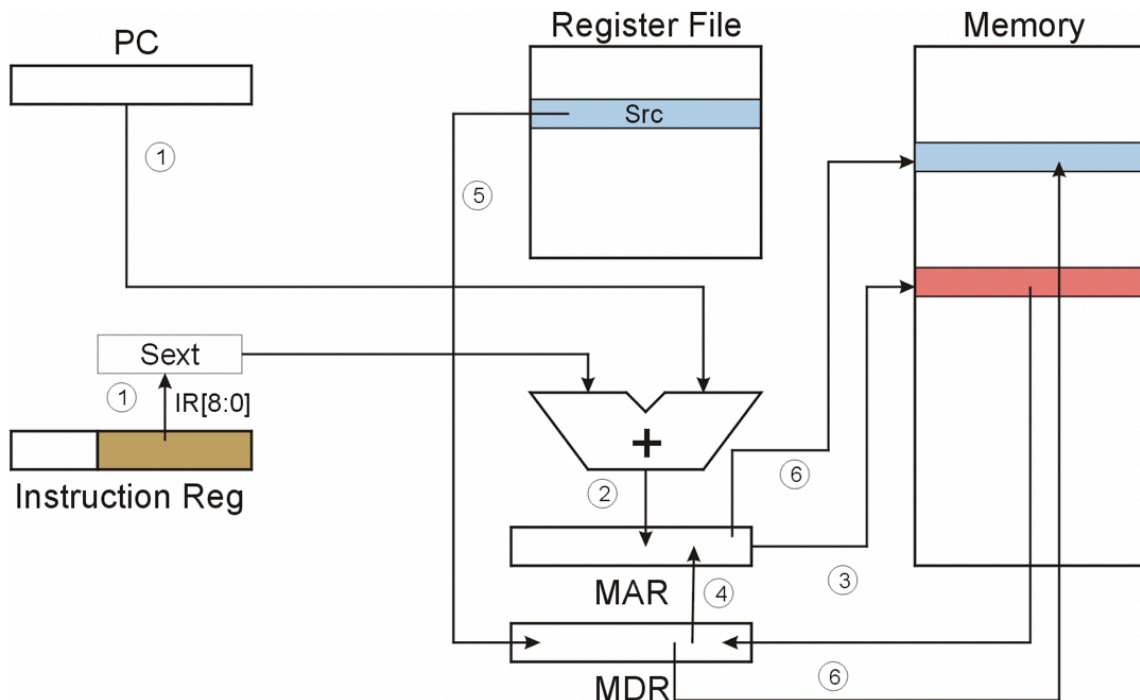 Register File
Memory
PC
Src
①
⑤
Sext
①
IR[8:0]
+
Instruction Reg
②
⑥
MAR
④
③
⑥
MDR